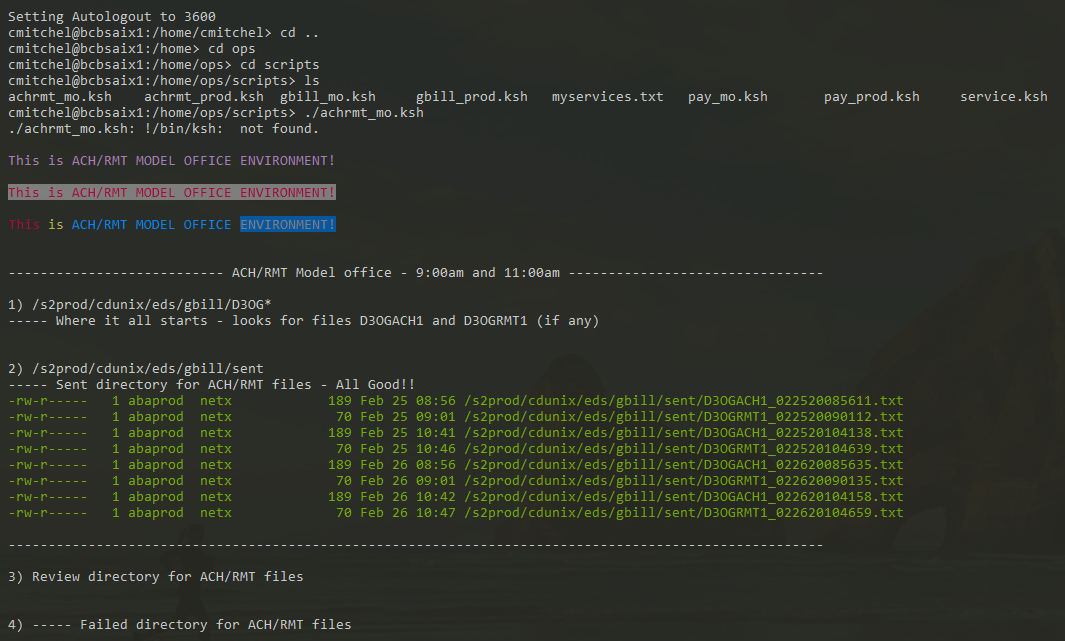 Setting Autologout to 3600
cmitchel@bcbsaix1:/home/cmitchel> cd ..
cmitchel@bcbsaix1:/home> cd ops
cmitchel@bcbsaix1:/home/ops> cd scripts
cmitchel@bcbsaix1:/home/ops/scripts> ls
achrmt_mo.ksh    achrmt_prod.ksh  gbill_mo.ksh     gbill_prod.ksh   myservices.txt   pay_mo.ksh       pay_prod.ksh     service.ksh
cmitchel@bcbsaix1:/home/ops/scripts> ./achrmt_mo.ksh
./achrmt_mo.ksh: !/bin/ksh:  not found.
This is ACH/RMT MODEL OFFICE ENVIRONMENT!
This is ACH/RMT MODEL OFFICE ENVIRONMENT!
This is ACH/RMT MODEL OFFICE ENVIRONMENT!
--------------------------- ACH/RMT Model office - 9:00am and 11:00am --------------------------------
1) /s2prod/cdunix/eds/gbill/D3OG*
----- Where it all starts - looks for files D3OGACH1 and D3OGRMT1 (if any)
2) /s2prod/cdunix/eds/gbill/sent
----- Sent directory for ACH/RMT files - All Good!!
-rw-r-----   1 abaprod  netx            189 Feb 25 08:56 /s2prod/cdunix/eds/gbill/sent/D3OGACH1_022520085611.txt
-rw-r-----   1 abaprod  netx             70 Feb 25 09:01 /s2prod/cdunix/eds/gbill/sent/D3OGRMT1_022520090112.txt
-rw-r-----   1 abaprod  netx            189 Feb 25 10:41 /s2prod/cdunix/eds/gbill/sent/D3OGACH1_022520104138.txt
-rw-r-----   1 abaprod  netx             70 Feb 25 10:46 /s2prod/cdunix/eds/gbill/sent/D3OGRMT1_022520104639.txt
-rw-r-----   1 abaprod  netx            189 Feb 26 08:56 /s2prod/cdunix/eds/gbill/sent/D3OGACH1_022620085635.txt
-rw-r-----   1 abaprod  netx             70 Feb 26 09:01 /s2prod/cdunix/eds/gbill/sent/D3OGRMT1_022620090135.txt
-rw-r-----   1 abaprod  netx            189 Feb 26 10:42 /s2prod/cdunix/eds/gbill/sent/D3OGACH1_022620104158.txt
-rw-r-----   1 abaprod  netx             70 Feb 26 10:47 /s2prod/cdunix/eds/gbill/sent/D3OGRMT1_022620104659.txt
------------------------------------------------------------------------------------------------------
3) Review directory for ACH/RMT files
4) ----- Failed directory for ACH/RMT files